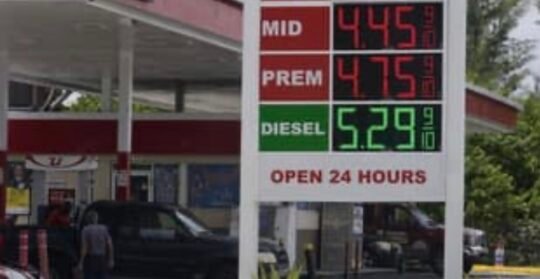 MID 4.45 9/10
PREM 4.75 9/10
DIESEL 5.29 9/10
OPEN 24 HOURS